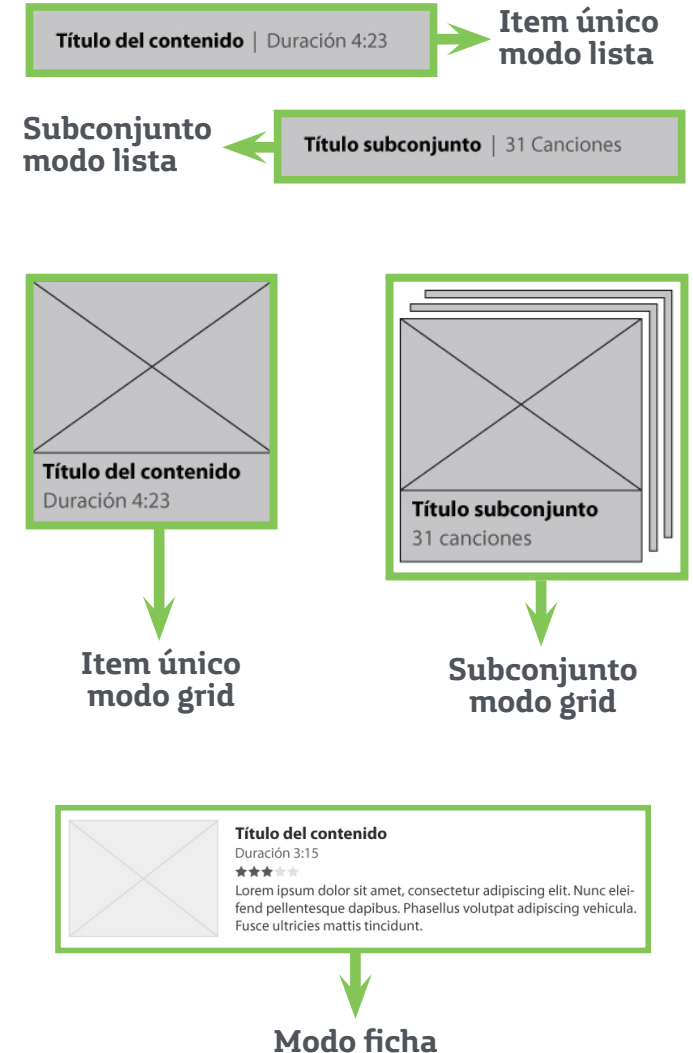 Título del contenido | Duración 4:23
Item único
modo lista
Subconjunto
modo lista
Título subconjunto | 31 Canciones
Título del contenido
Duración 4:23
Título subconjunto
31 canciones
Item único
modo grid
Subconjunto
modo grid
Título del contenido
Duración 3:15
Lorem ipsum dolor sit amet, consectetur adipiscing elit. Nunc elei-
fend pellentesque dapibus. Phasellus volutpat adipiscing vehicula.
Fusce ultricies mattis tincidunt.
Modo ficha